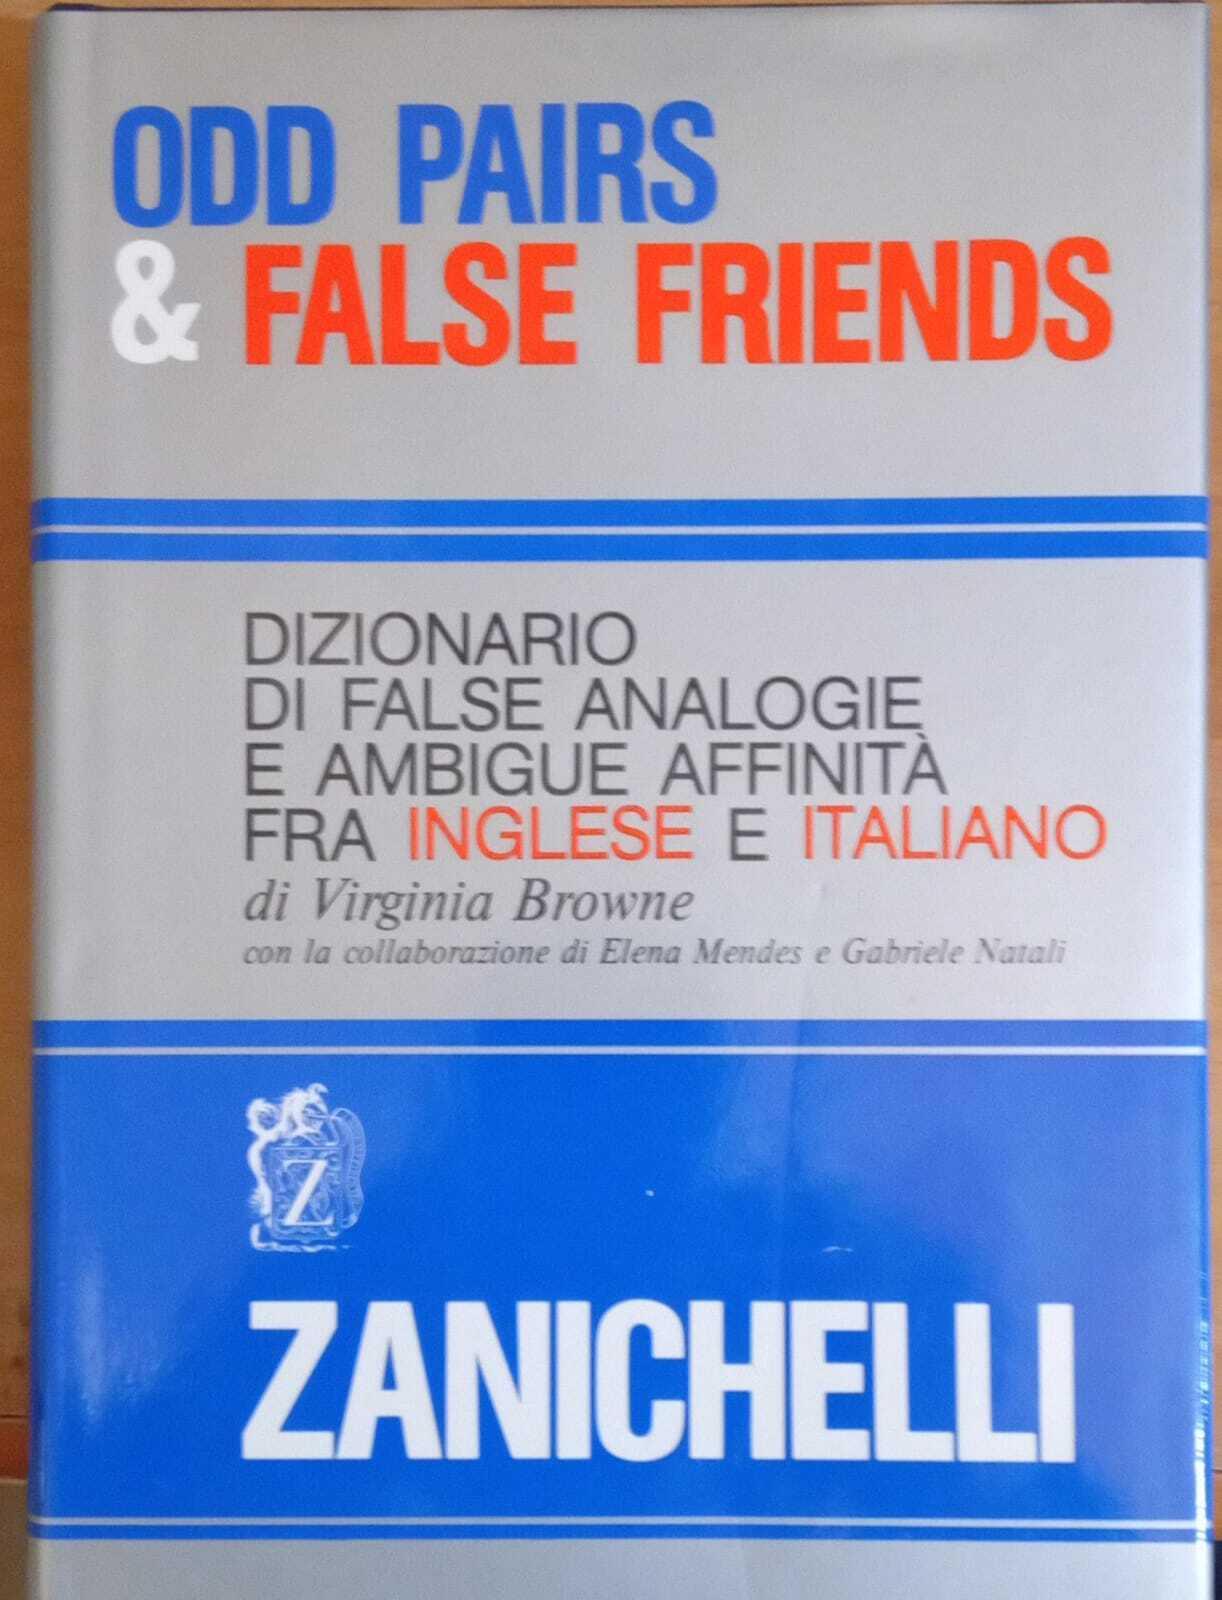 ODD PAIRS
& FALSE FRIENDS
DIZIONARIO
DI FALSE ANALOGIE
E AMBIGUE AFFINITÀ
FRA INGLESE E ITALIANO
di Virginia Browne
con la collaborazione di Elena Mendes e Gabriele Natali
Z
ZANICHELLI